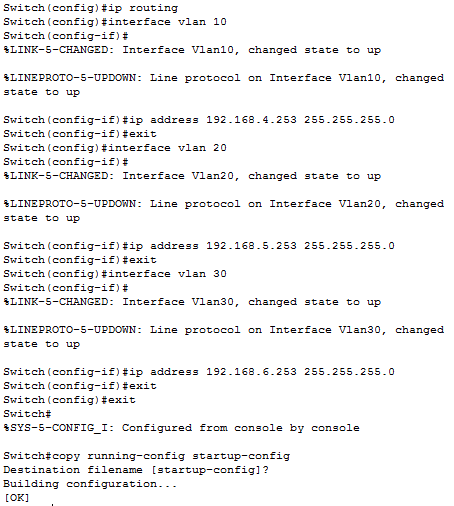 Switch(config)#ip routing
Switch(config)#interface vlan 10
Switch(config-if)#
%LINK-5-CHANGED: Interface Vlan10, changed state to up
%LINEPROTO-5-UPDOWN: Line protocol on Interface Vlan10, changed
state to up
Switch(config-if)#ip address 192.168.4.253 255.255.255.0
Switch(config-if)#exit
Switch(config)#interface vlan 20
Switch(config-if)#
%LINK-5-CHANGED: Interface Vlan20, changed state to up
%LINEPROTO-5-UPDOWN: Line protocol on Interface Vlan20, changed
state to up
Switch(config-if)#ip address 192.168.5.253 255.255.255.0
Switch(config-if)#exit
Switch(config)#interface vlan 30
Switch(config-if)#
%LINK-5-CHANGED: Interface Vlan30, changed state to up
%LINEPROTO-5-UPDOWN: Line protocol on Interface Vlan30, changed
state to up
Switch(config-if)#ip address 192.168.6.253 255.255.255.0
Switch(config-if)#exit
Switch(config)#exit
Switch#
%SYS-5-CONFIG_I: Configured from console by console
Switch#copy running-config startup-config
Destination filename [startup-config]?
Building configuration...
[OK]